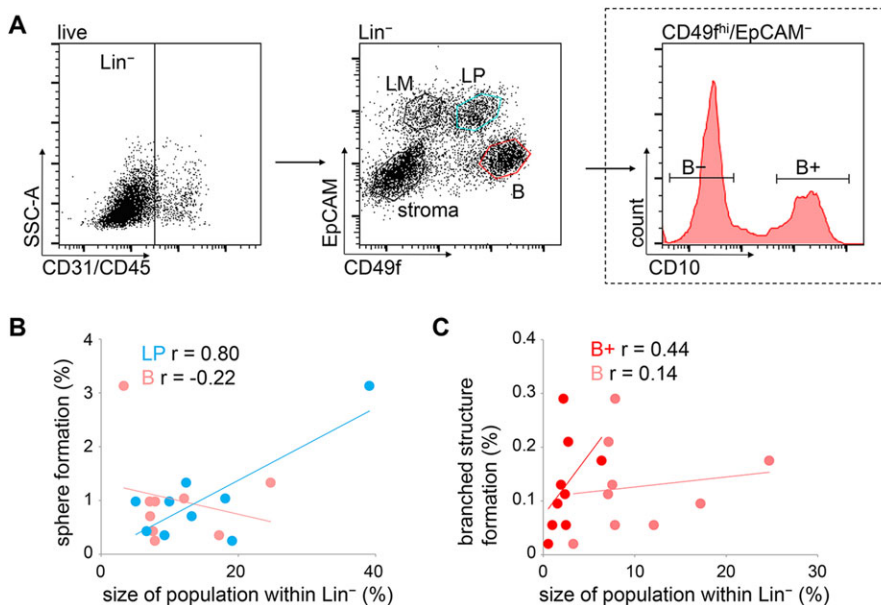 A
live
Lin⁻
SSC-A
CD31/CD45
Lin⁻
LM
LP
B
stroma
EpCAM
CD49f
CD49fʰⁱ/EpCAM⁻
B−
B+
count
CD10
B
LP r = 0.80
B r = -0.22
sphere formation (%)
4
3
2
1
0
0
20
40
size of population within Lin⁻ (%)
C
B+ r = 0.44
B r = 0.14
branched structure
formation (%)
0.4
0.3
0.2
0.1
0
0
10
20
30
size of population within Lin⁻ (%)